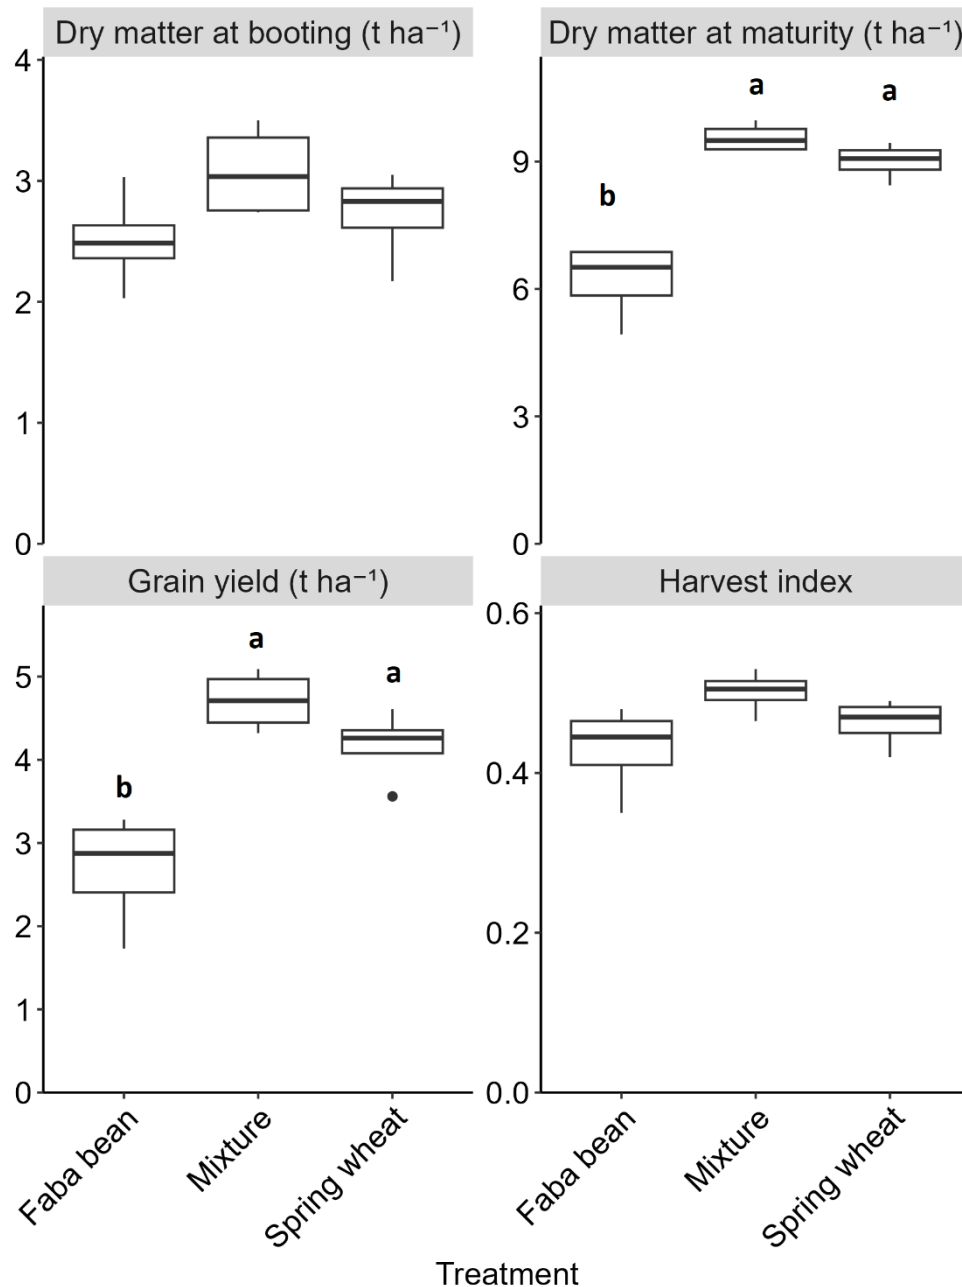 Dry matter at booting (t ha⁻¹)
Dry matter at maturity (t ha⁻¹)
4
3
2
1
0
a
a
b
9
6
3
0
Grain yield (t ha⁻¹)
Harvest index
a
a
b
5
4
3
2
1
0
0.6
0.4
0.2
0.0
Faba bean
Mixture
Spring wheat
Faba bean
Mixture
Spring wheat
Treatment